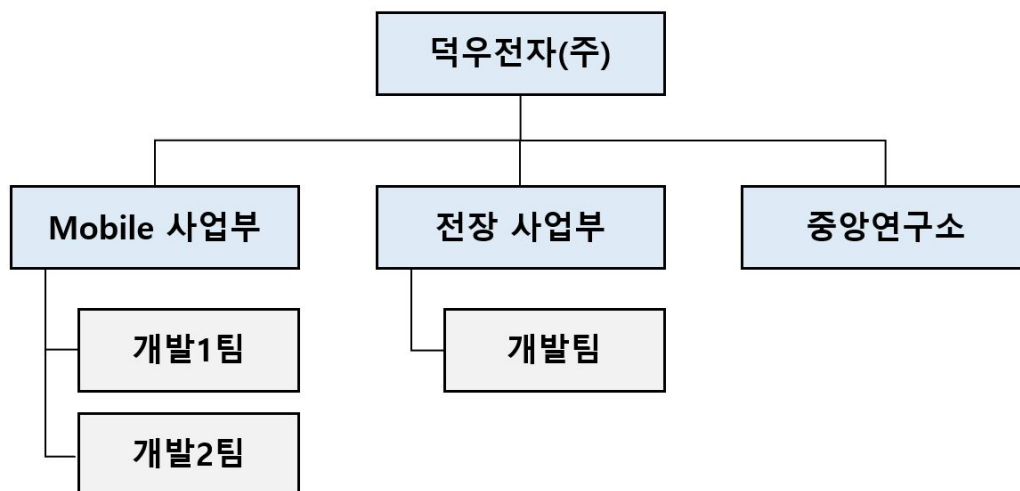 덕우전자(주)
Mobile 사업부
전장 사업부
중앙연구소
개발1팀
개발팀
개발2팀